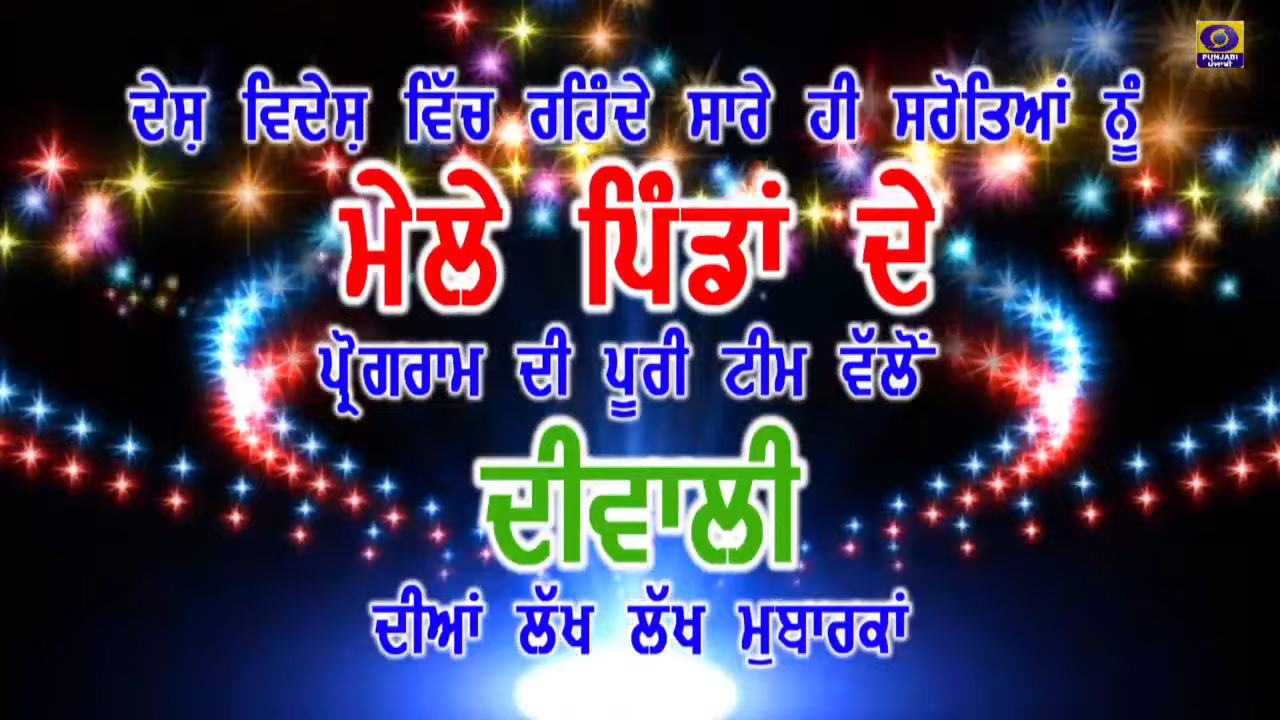 PUNJABI
ਪੰਜਾਬੀ
ਦੇਸ਼ ਵਿਦੇਸ਼ ਵਿੱਚ ਰਹਿੰਦੇ ਸਾਰੇ ਹੀ ਸਰੋਤਿਆਂ ਨੂੰ
ਮੇਲੇ ਪਿੰਡਾਂ ਦੇ
ਪ੍ਰੋਗਰਾਮ ਦੀ ਪੂਰੀ ਟੀਮ ਵੱਲੋਂ
ਦੀਵਾਲੀ
ਦੀਆਂ ਲੱਖ ਲੱਖ ਮੁਬਾਰਕਾਂ